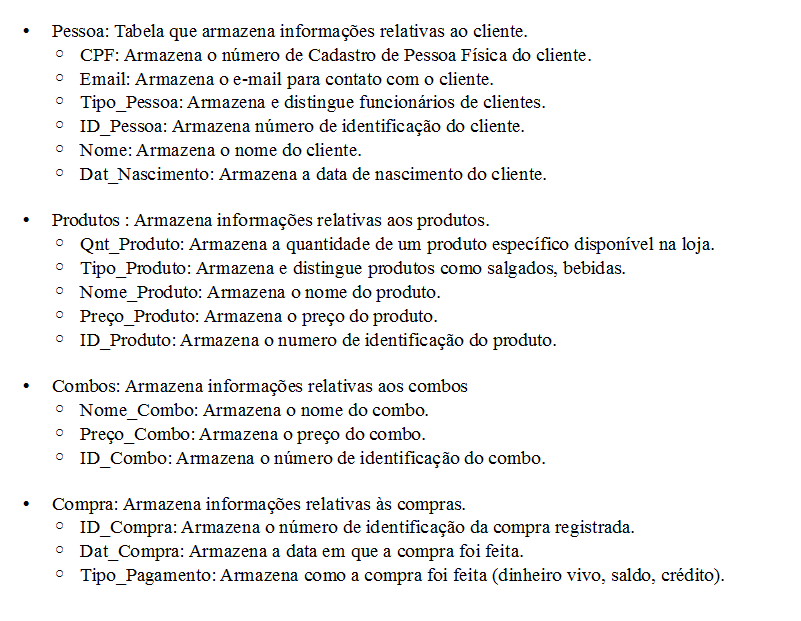 • Pessoa: Tabela que armazena informações relativas ao cliente.
○ CPF: Armazena o número de Cadastro de Pessoa Física do cliente.
○ Email: Armazena o e-mail para contato com o cliente.
○ Tipo_Pessoa: Armazena e distingue funcionários de clientes.
○ ID_Pessoa: Armazena número de identificação do cliente.
○ Nome: Armazena o nome do cliente.
○ Dat_Nascimento: Armazena a data de nascimento do cliente.
• Produtos : Armazena informações relativas aos produtos.
○ Qnt_Produto: Armazena a quantidade de um produto específico disponível na loja.
○ Tipo_Produto: Armazena e distingue produtos como salgados, bebidas.
○ Nome_Produto: Armazena o nome do produto.
○ Preço_Produto: Armazena o preço do produto.
○ ID_Produto: Armazena o numero de identificação do produto.
• Combos: Armazena informações relativas aos combos
○ Nome_Combo: Armazena o nome do combo.
○ Preço_Combo: Armazena o preço do combo.
○ ID_Combo: Armazena o número de identificação do combo.
• Compra: Armazena informações relativas às compras.
○ ID_Compra: Armazena o número de identificação da compra registrada.
○ Dat_Compra: Armazena a data em que a compra foi feita.
○ Tipo_Pagamento: Armazena como a compra foi feita (dinheiro vivo, saldo, crédito).